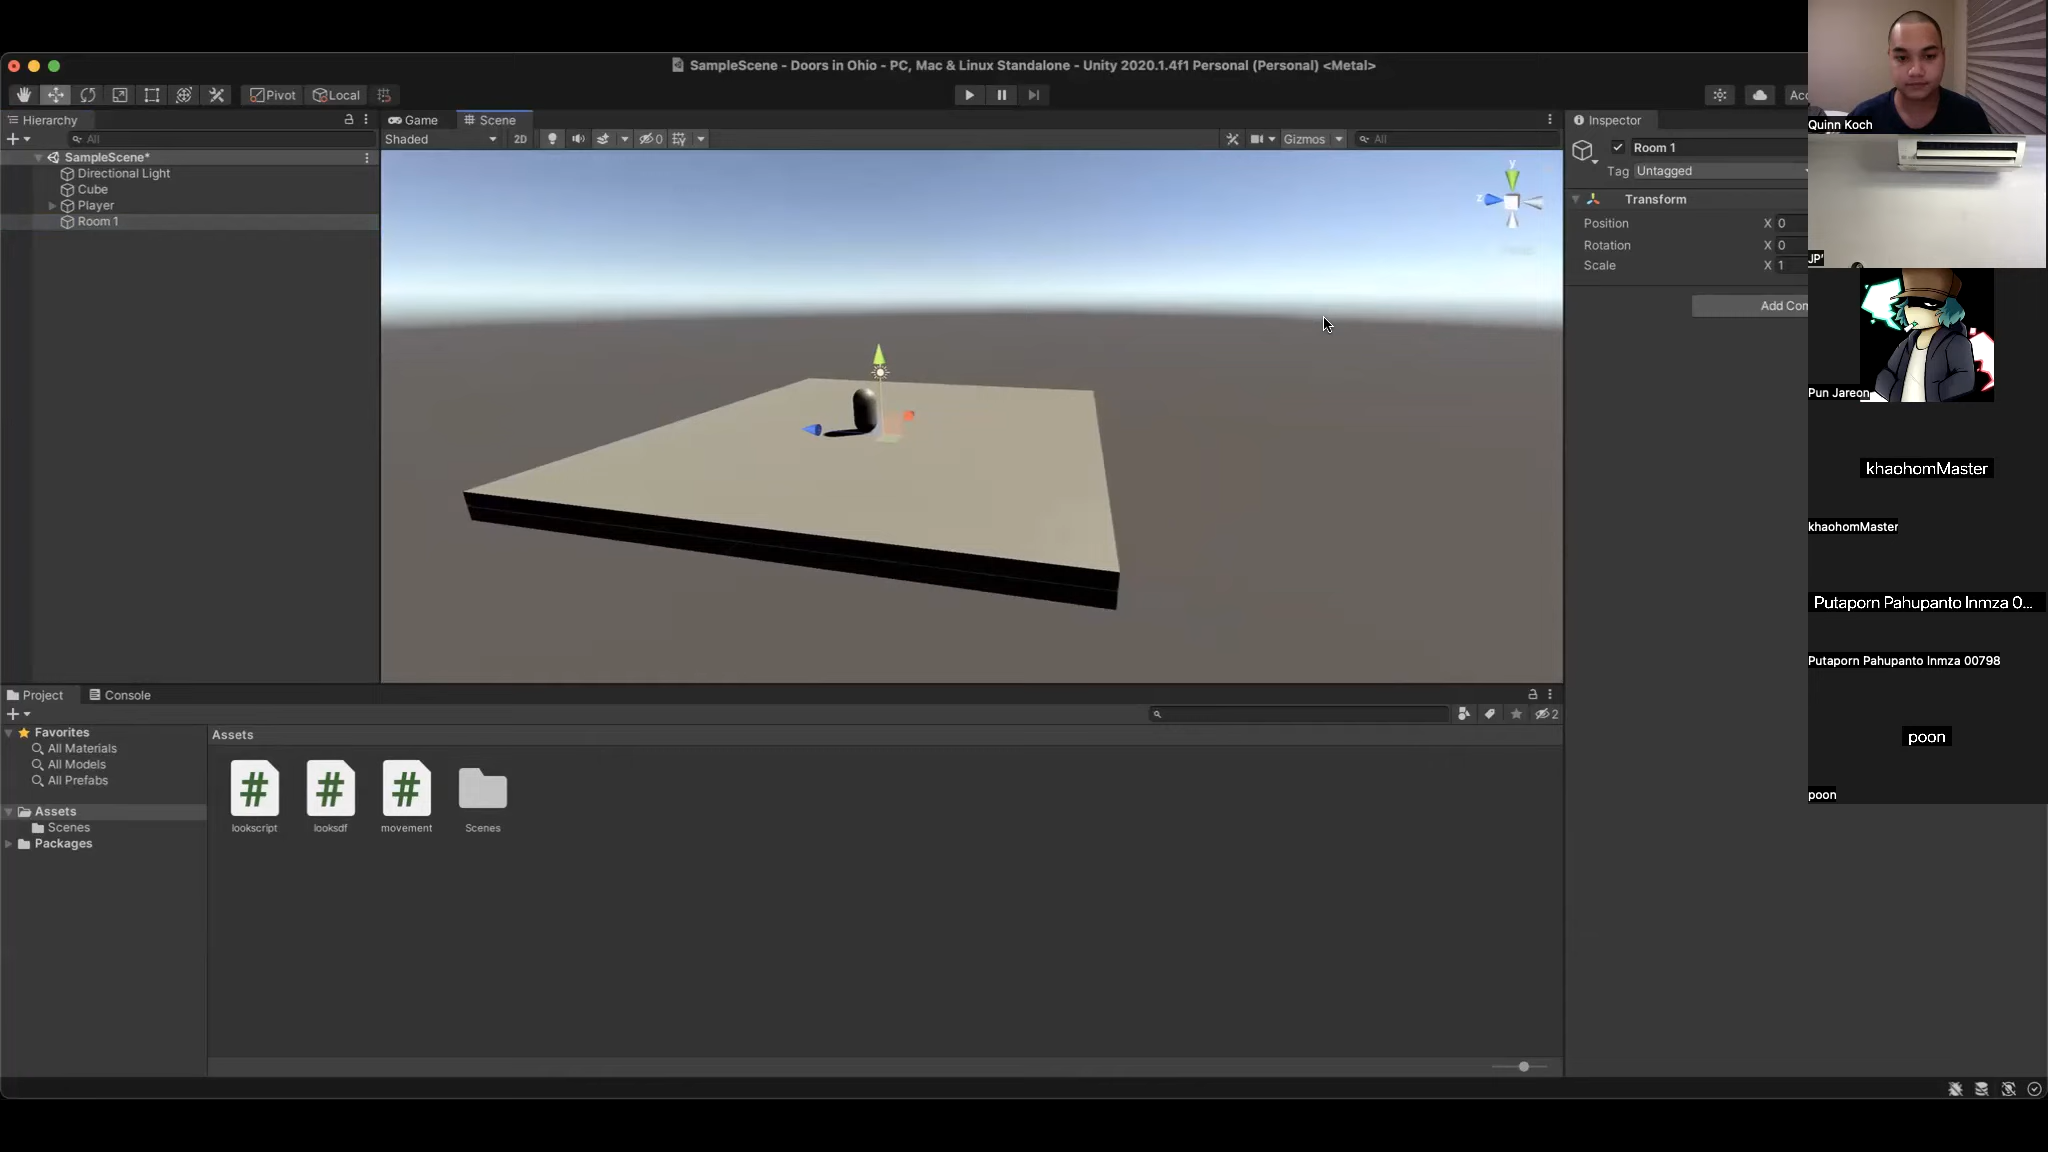 SampleScene - Doors in Ohio - PC, Mac & Linux Standalone - Unity 2020.1.4f1 Personal (Personal) <Metal>
Pivot Local
Acc
Hierarchy
All
SampleScene*
Directional Light
Cube
Player
Room 1
Game Scene
Shaded 2D 0 Gizmos All
y
z
Inspector
Room 1
Tag Untagged
Transform
Position X 0
Rotation X 0
Scale X 1
Add Con
Project Console
2
Favorites
All Materials
All Models
All Prefabs
Assets
Scenes
Packages
Assets
lookscript looksdf movement Scenes
Quinn Koch
JP'
Pun Jareon
khaohomMaster
khaohomMaster
Putaporn Pahupanto Inmza 0...
Putaporn Pahupanto Inmza 00798
poon
poon